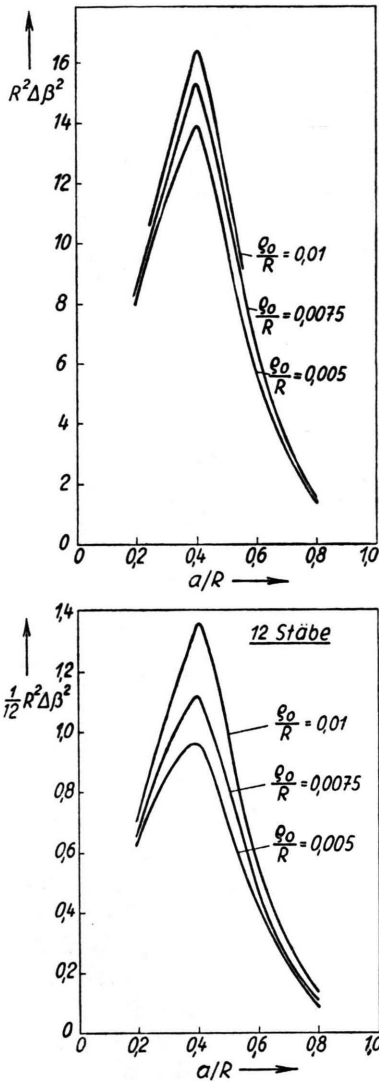 16
R²Δβ²
14
12
10
8
6
4
2
0
ϱ₀/R = 0,01
ϱ₀/R = 0,0075
ϱ₀/R = 0,005
0 0,2 0,4 0,6 0,8 1,0
a/R
1,4
12 Stäbe
1,2
1/12 R²Δβ²
1,0
0,8
0,6
0,4
0,2
0
ϱ₀/R = 0,01
ϱ₀/R = 0,0075
ϱ₀/R = 0,005
0 0,2 0,4 0,6 0,8 1,0
a/R